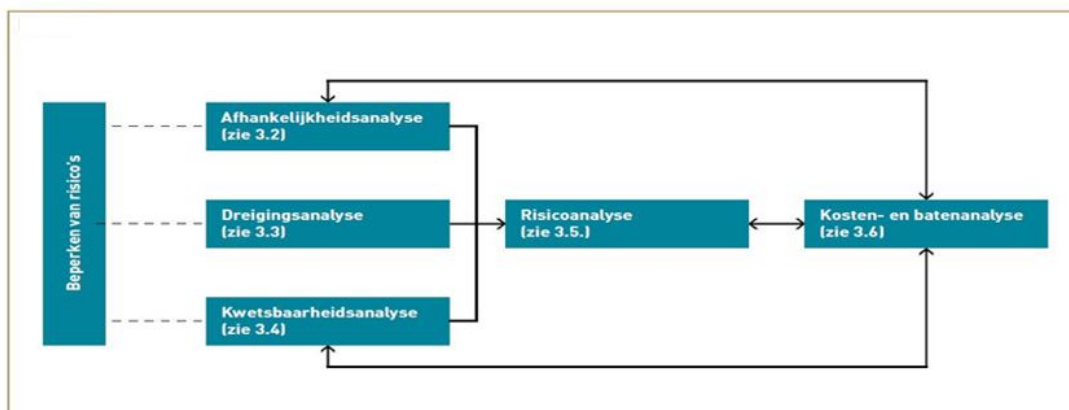 Beperken van risico's
Afhankelijkheidsanalyse
(zie 3.2)
Dreigingsanalyse
(zie 3.3)
Kwetsbaarheidsanalyse
(zie 3.4)
Risicoanalyse
(zie 3.5.)
Kosten- en batenanalyse
(zie 3.6)